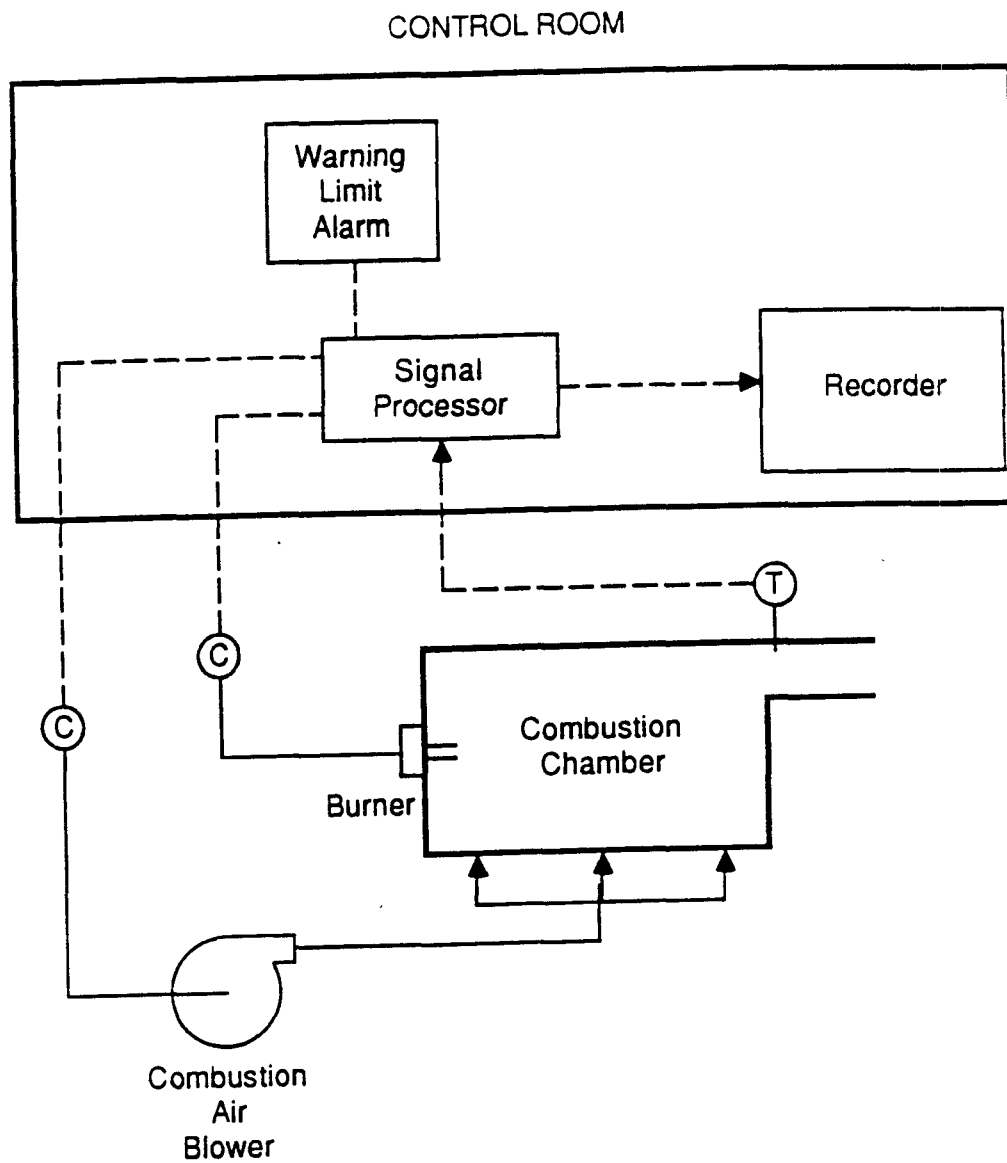 CONTROL ROOM
Warning
Limit
Alarm
Signal
Processor
Recorder
T
C
C
Combustion
Chamber
Burner
Combustion
Air
Blower